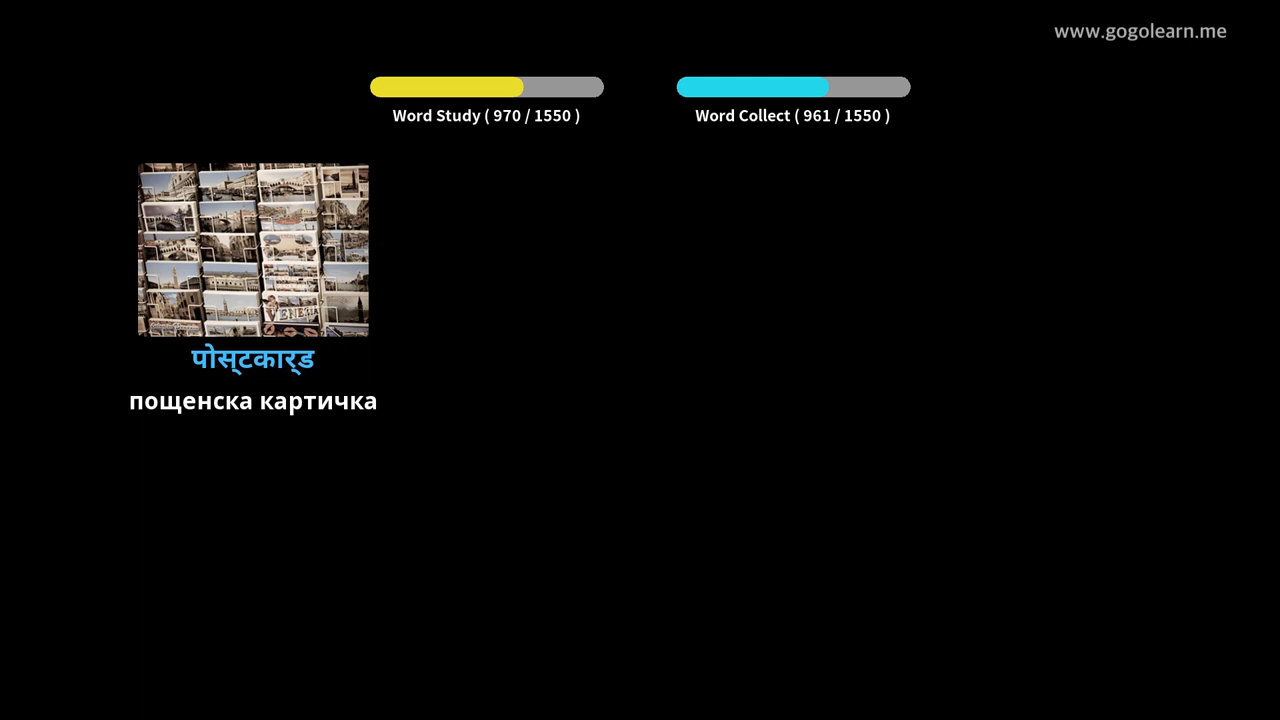 www.gogolearn.me
Word Study ( 970 / 1550 )
Word Collect ( 961 / 1550 )
पोस्टकार्ड
пощенска картичка